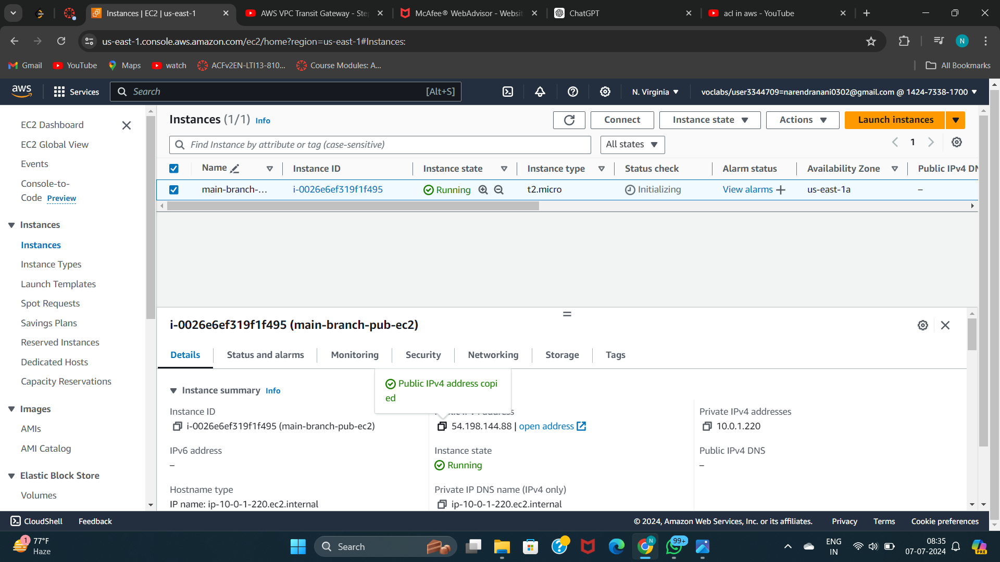 Instances | EC2 | us-east-1
AWS VPC Transit Gateway - Ste
McAfee® WebAdvisor - Websi
ChatGPT
acl in aws - YouTube
us-east-1.console.aws.amazon.com/ec2/home?region=us-east-1#Instances:
N
Gmail
YouTube
Maps
watch
ACFv2EN-LTI13-810...
Course Modules: A...
All Bookmarks
aws
Services
Search
[Alt+S]
N. Virginia
voclabs/user3344709=narendranani0302@gmail.com @ 1424-7338-1700
EC2 Dashboard
EC2 Global View
Events
Console-to-
Code Preview
Instances
Instances
Instance Types
Launch Templates
Spot Requests
Savings Plans
Reserved Instances
Dedicated Hosts
Capacity Reservations
Images
AMIs
AMI Catalog
Elastic Block Store
Volumes
Instances (1/1) Info
Connect
Instance state
Actions
Launch instances
Find Instance by attribute or tag (case-sensitive)
All states
1
Name
Instance ID
Instance state
Instance type
Status check
Alarm status
Availability Zone
Public IPv4 DN
main-branch-...
i-0026e6ef319f1f495
Running
t2.micro
Initializing
View alarms
us-east-1a
–
i-0026e6ef319f1f495 (main-branch-pub-ec2)
Details
Status and alarms
Monitoring
Security
Networking
Storage
Tags
Public IPv4 address copi
ed
Instance summary Info
Instance ID
i-0026e6ef319f1f495 (main-branch-pub-ec2)
54.198.144.88 | open address
Private IPv4 addresses
10.0.1.220
IPv6 address
–
Instance state
Running
Public IPv4 DNS
–
Hostname type
IP name: ip-10-0-1-220.ec2.internal
Private IP DNS name (IPv4 only)
ip-10-0-1-220.ec2.internal
CloudShell
Feedback
© 2024, Amazon Web Services, Inc. or its affiliates.
Privacy
Terms
Cookie preferences
1
77°F
Haze
Search
N
99+
ENG
IN
08:35
07-07-2024
PRE